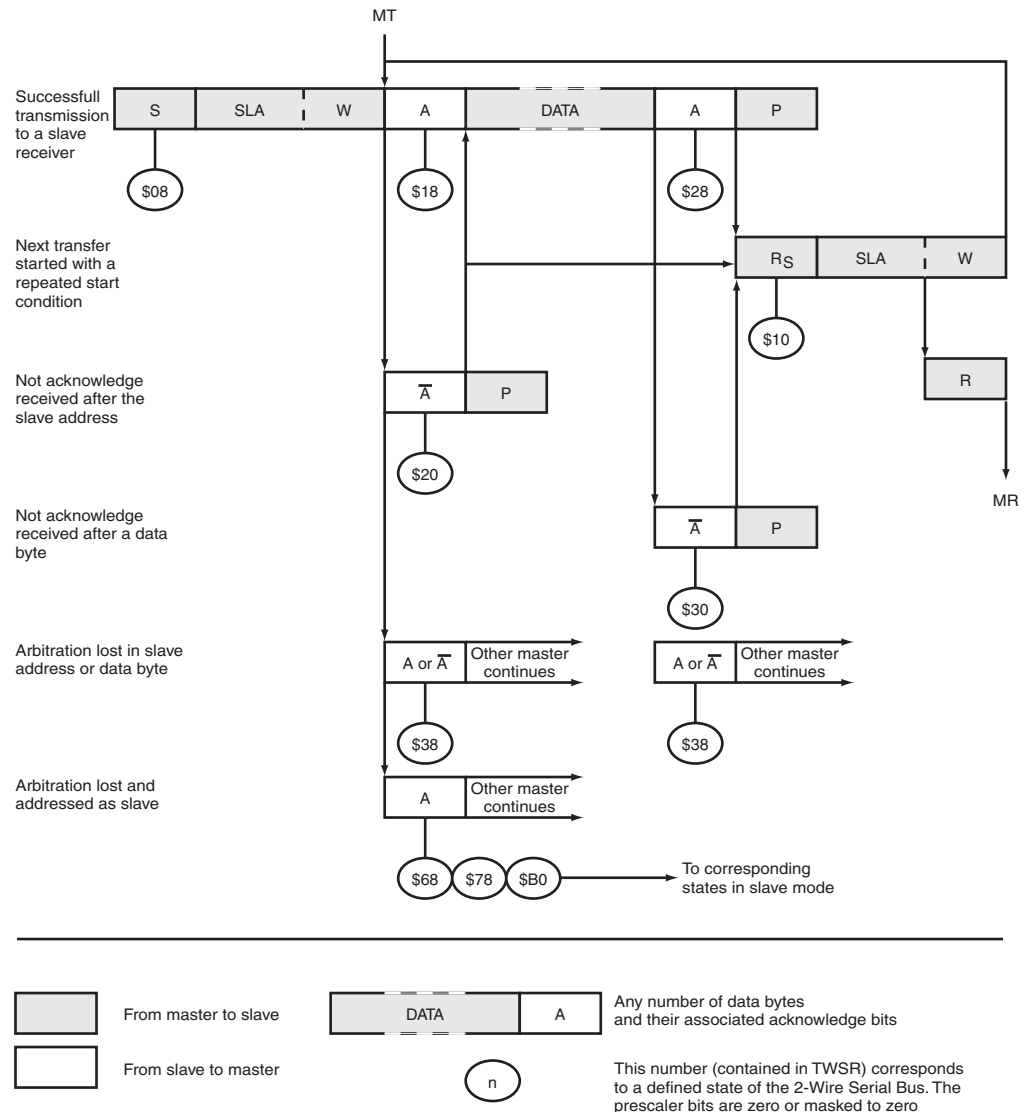 MT
Successfull
transmission
to a slave
receiver
S SLA W A DATA A P
$08 $18 $28
Next transfer
started with a
repeated start
condition
RS SLA W
$10
Not acknowledge
received after the
slave address
A̅ P
R
$20
MR
Not acknowledge
received after a data
byte
A̅ P
$30
Arbitration lost in slave
address or data byte
A or A̅ Other master
continues
A or A̅ Other master
continues
$38 $38
Arbitration lost and
addressed as slave
A Other master
continues
$68 $78 $B0 To corresponding
states in slave mode
From master to slave
DATA A Any number of data bytes
and their associated acknowledge bits
From slave to master
n This number (contained in TWSR) corresponds
to a defined state of the 2-Wire Serial Bus. The
prescaler bits are zero or masked to zero